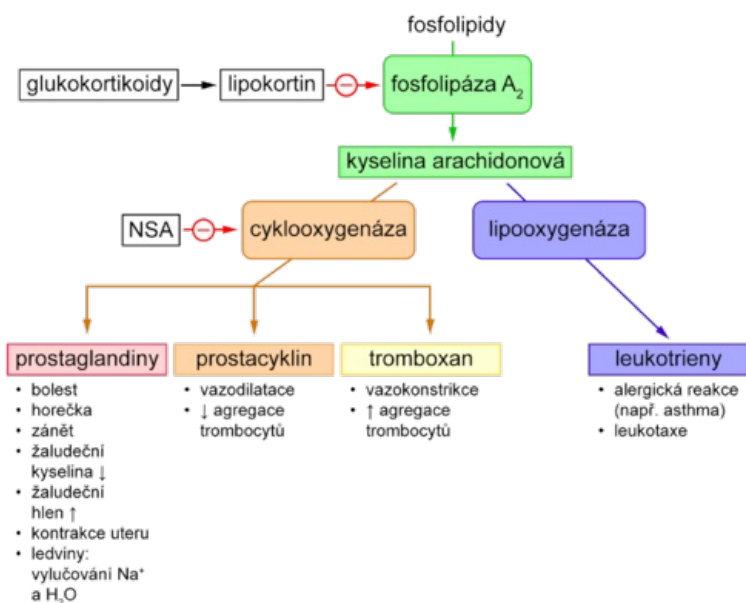 fosfolipidy
glukokortikoidy
lipokortin
fosfolipáza A₂
kyselina arachidonová
NSA
cyklooxygenáza
lipooxygenáza
prostaglandiny
• bolest
• horečka
• zánět
• žaludeční
kyselina ↓
• žaludeční
hlen ↑
• kontrakce uteru
• ledviny:
vylučování Na⁺
a H₂O
prostacyklin
• vazodilatace
• ↓ agregace
trombocytů
tromboxan
• vazokonstrikce
• ↑ agregace
trombocytů
leukotrieny
• alergická reakce
(např. asthma)
• leukotaxe